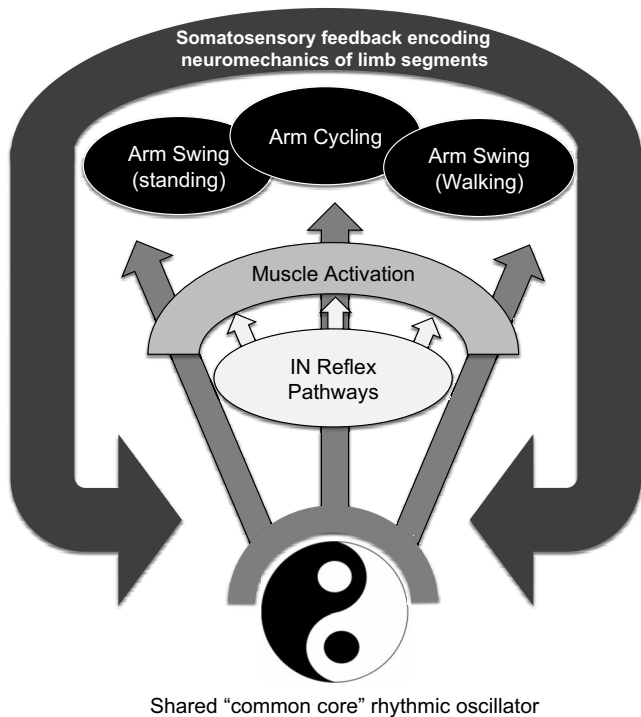 Somatosensory feedback encoding
neuromechanics of limb segments
Arm Cycling
Arm Swing
(standing)
Arm Swing
(Walking)
Muscle Activation
IN Reflex
Pathways
Shared “common core” rhythmic oscillator